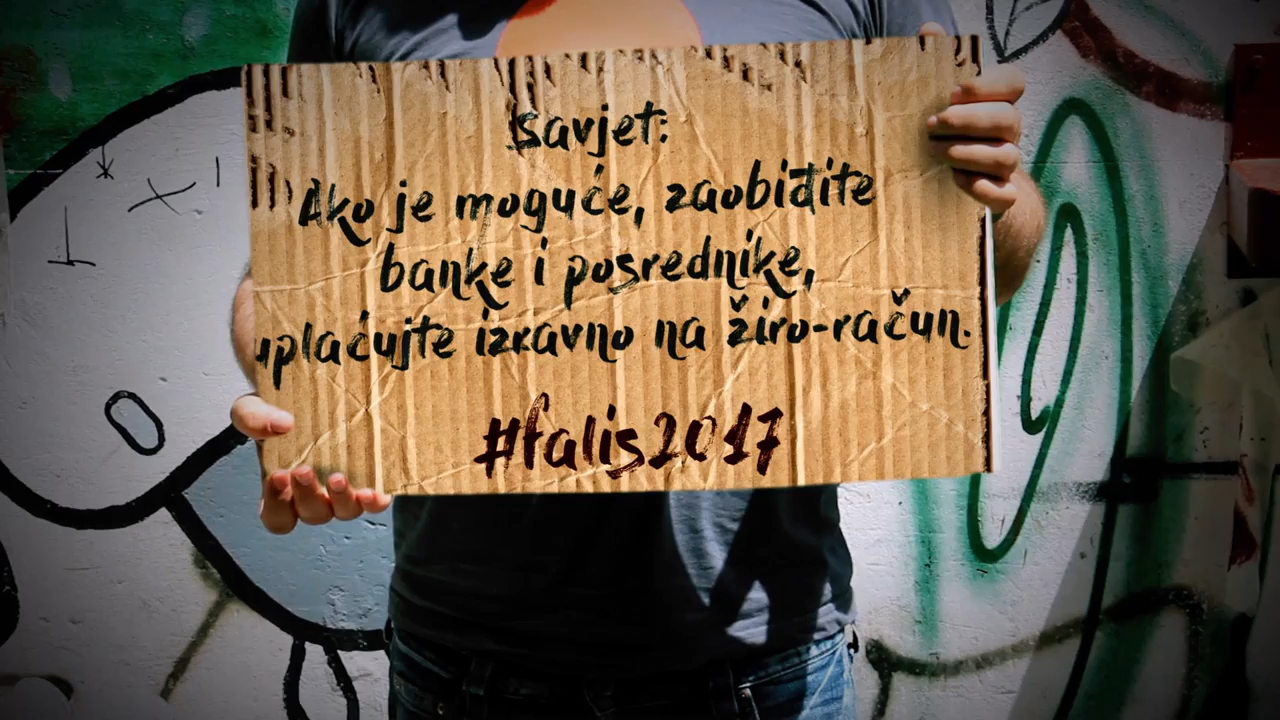 savjet:
Ako je moguće, zaobiđite
banke i posrednike,
uplaćujte izravno na žiro-račun.
#falis2017